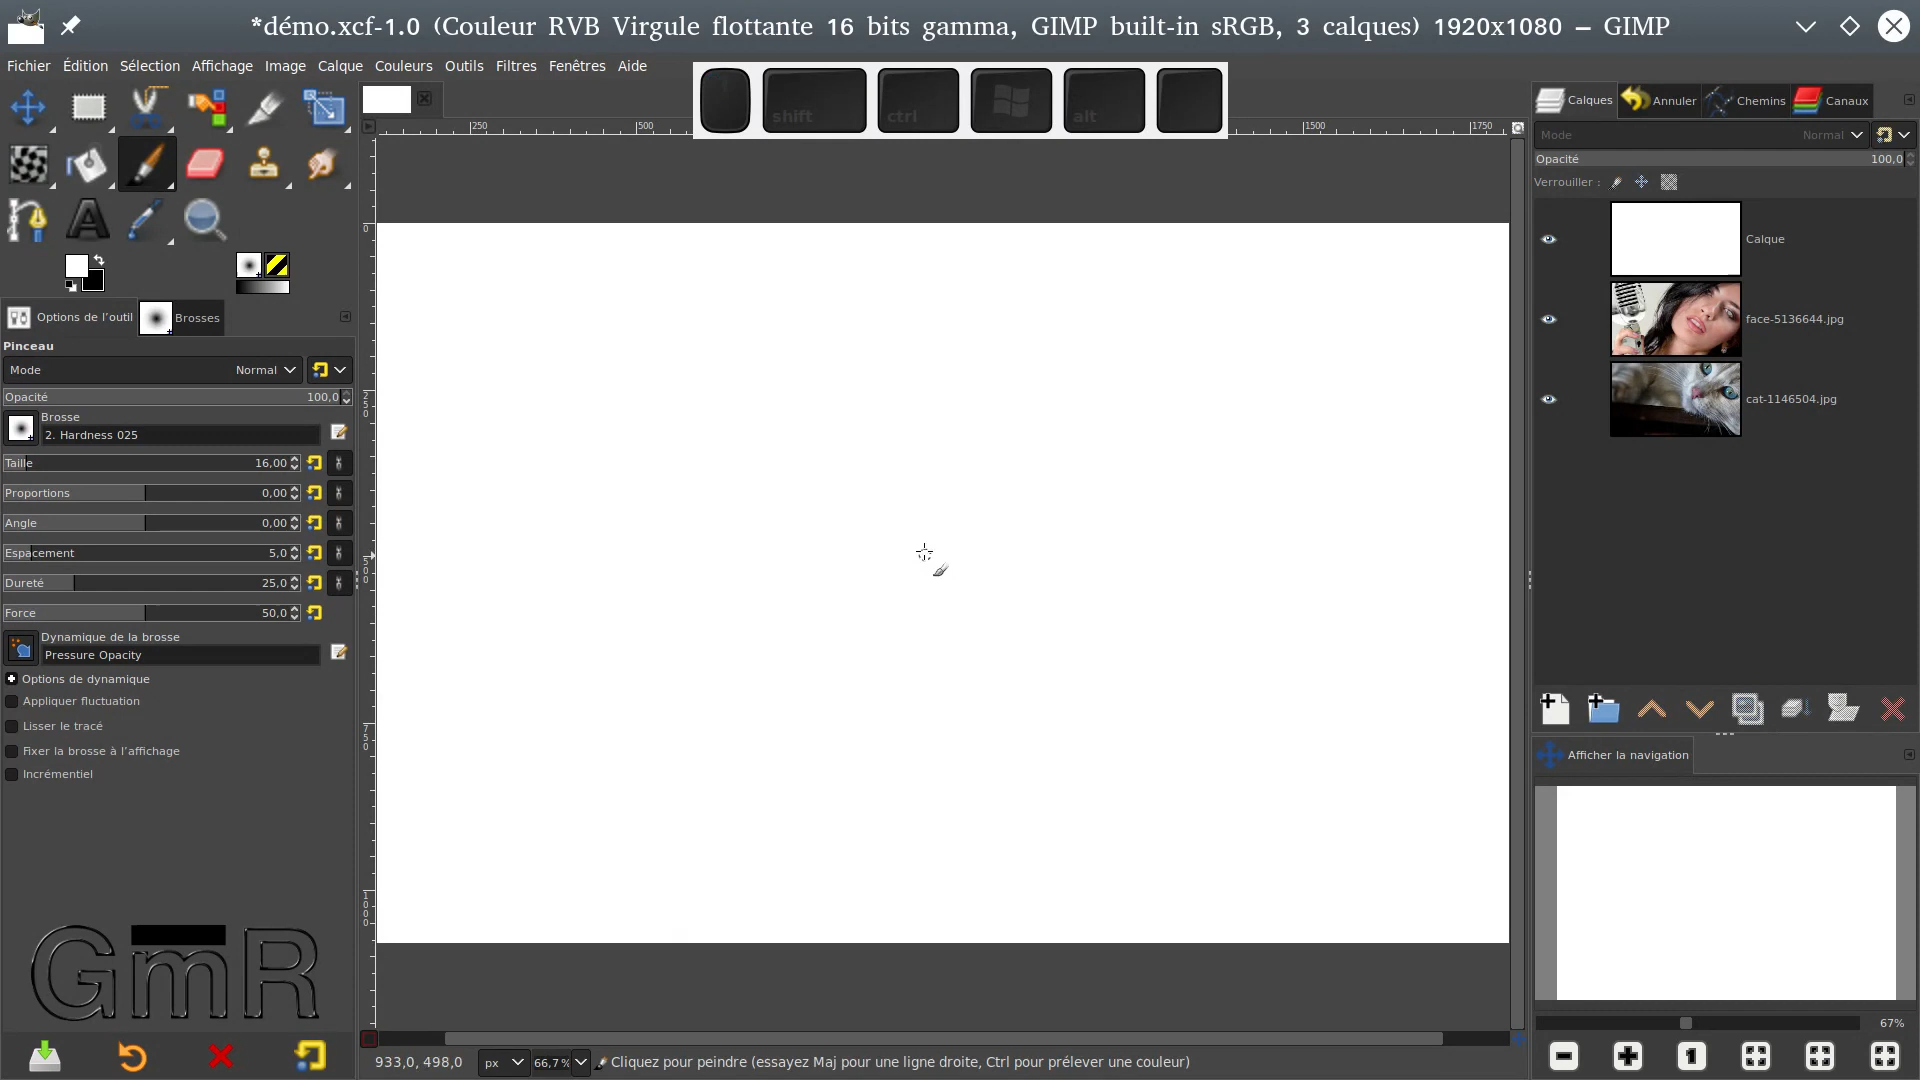 *démo.xcf-1.0 (Couleur RVB Virgule flottante 16 bits gamma, GIMP built-in sRGB, 3 calques) 1920x1080 – GIMP
Fichier Édition Sélection Affichage Image Calque Couleurs Outils Filtres Fenêtres Aide
shift ctrl alt
250 500 1500 1750
Calques Annuler Chemins Canaux
Mode Normal
Opacité 100,0
Verrouiller :
Calque
face-5136644.jpg
cat-1146504.jpg
Options de l’outil Brosses
Pinceau
Mode Normal
Opacité 100,0
Brosse
2. Hardness 025
Taille 16,00
Proportions 0,00
Angle 0,00
Espacement 5,0
Dureté 25,0
Force 50,0
Dynamique de la brosse
Pressure Opacity
Options de dynamique
Appliquer fluctuation
Lisser le tracé
Fixer la brosse à l’affichage
Incrémentiel
GmR
0
250
500
750
1000
Afficher la navigation
67%
933,0, 498,0 px 66,7 % Cliquez pour peindre (essayez Maj pour une ligne droite, Ctrl pour prélever une couleur)